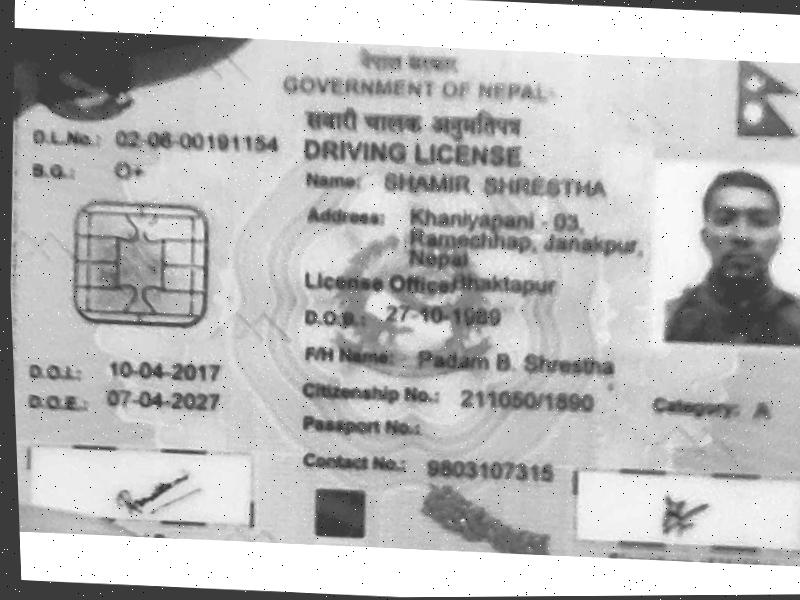 नेपाल सरकार
GOVERNMENT OF NEPAL
सवारी चालक अनुमतिपत्र
DRIVING LICENSE
D.L.No.: 02-06-00191154
B.G.: O+
Name: SHAMIR SHRESTHA
Address: Khaniyapani - 03,
Ramechhap, Janakpur,
Nepal
License Office: Bhaktapur
D.O.B.: 27-10-1989
F/H Name: Padam B. Shrestha
D.O.I.: 10-04-2017
D.O.E.: 07-04-2027
Citizenship No.: 211050/1890
Category: A
Passport No.:
Contact No.: 9803107315